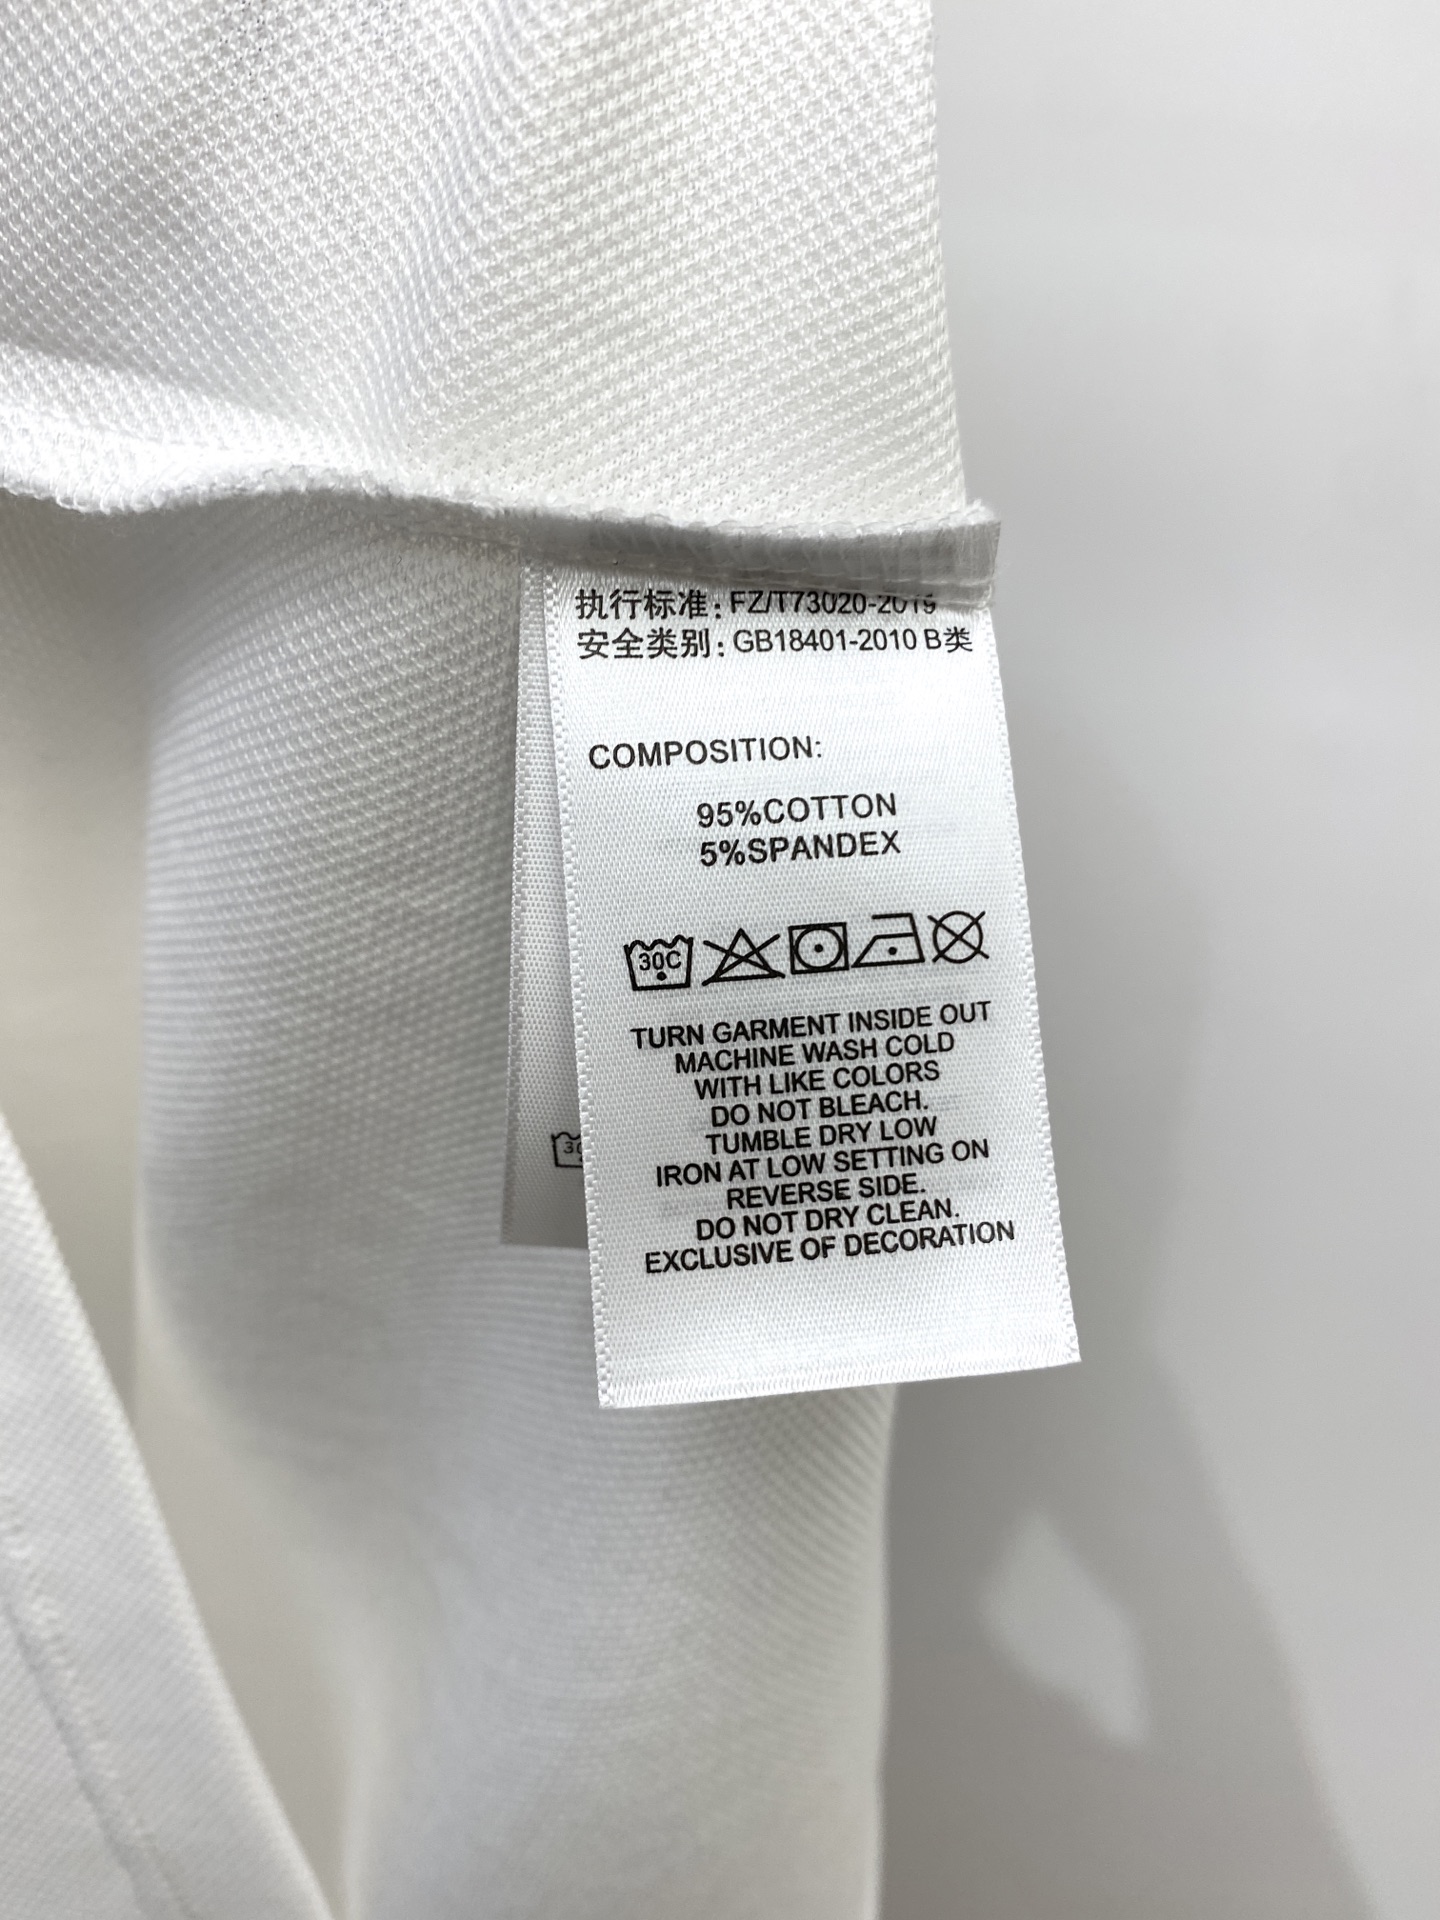 执行标准: FZ/T73020-2019
安全类别: GB18401-2010 B类
COMPOSITION:
95%COTTON
5%SPANDEX
30C
TURN GARMENT INSIDE OUT
MACHINE WASH COLD
WITH LIKE COLORS
DO NOT BLEACH.
TUMBLE DRY LOW
IRON AT LOW SETTING ON
REVERSE SIDE.
DO NOT DRY CLEAN.
EXCLUSIVE OF DECORATION